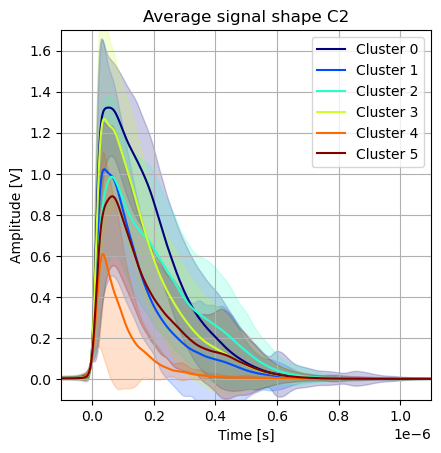 Average signal shape C2
Amplitude [V]
1.6
1.4
1.2
1.0
0.8
0.6
0.4
0.2
0.0
Cluster 0
Cluster 1
Cluster 2
Cluster 3
Cluster 4
Cluster 5
0.0 0.2 0.4 0.6 0.8 1.0
Time [s]
1e−6